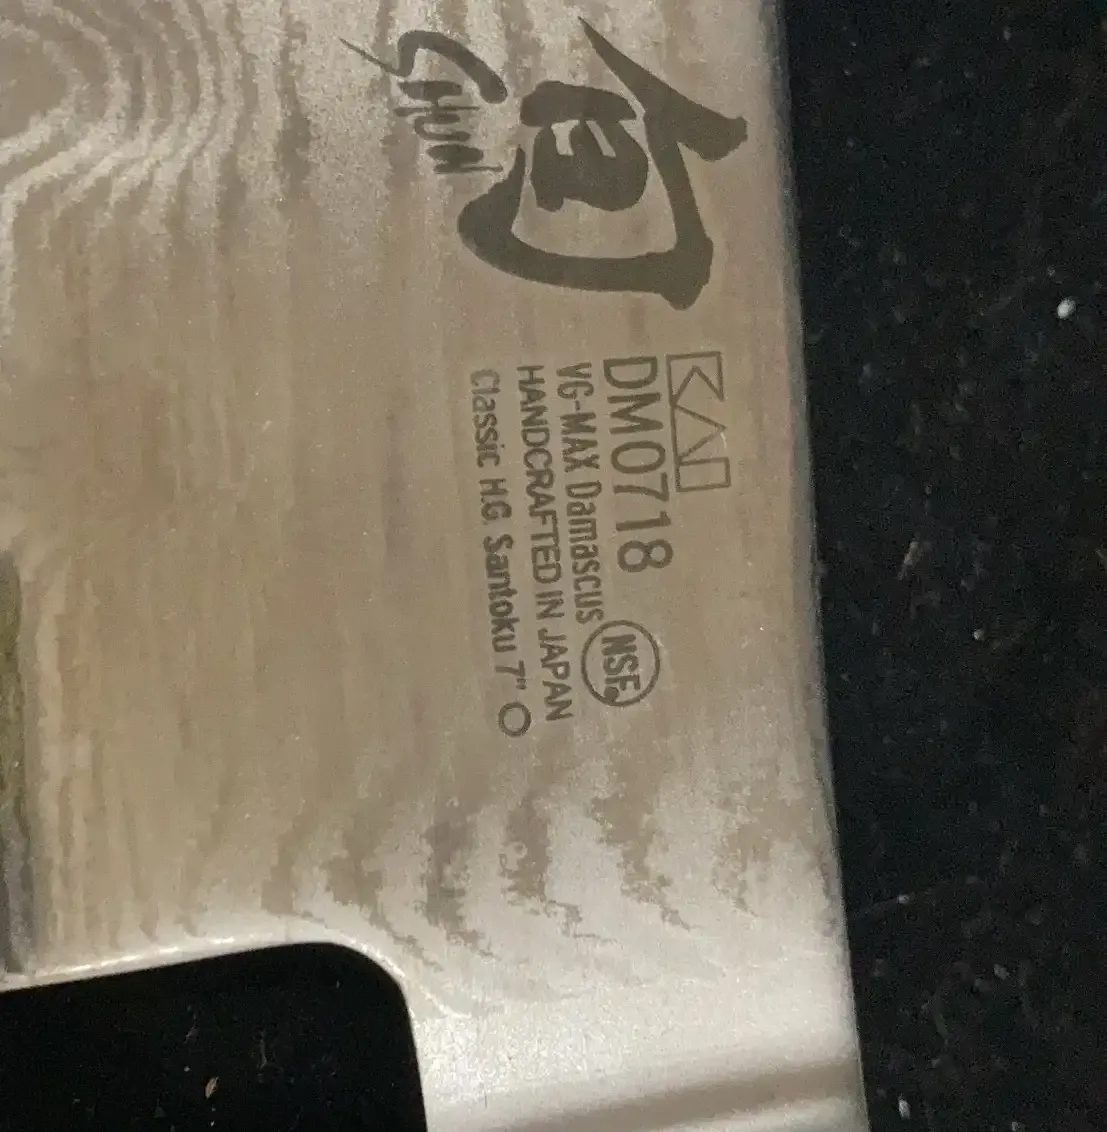 旬
SHUN
KAI
DM0718
VG-MAX Damascus
NSF®
HANDCRAFTED IN JAPAN
Classic H.G. Santoku 7" O